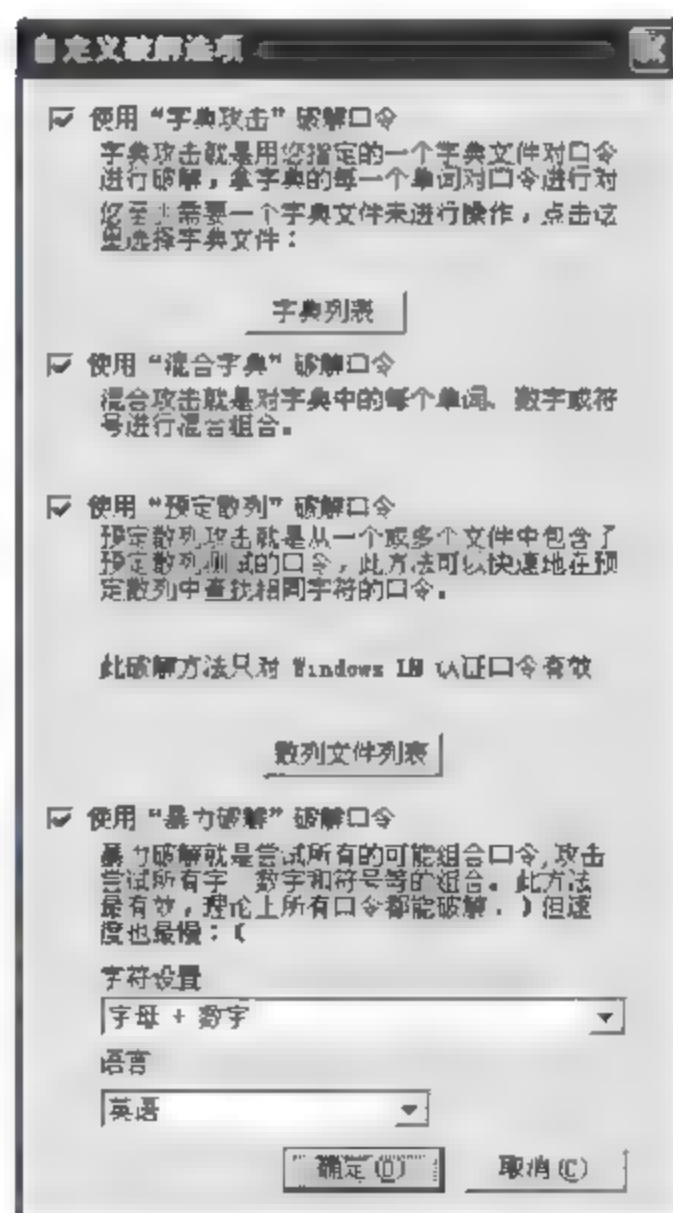 自定义破解选项
使用“字典攻击”破解口令
字典攻击就是用您指定的一个字典文件对口令
进行破解，拿字典的每一个单词对口令进行对
您至少需要一个字典文件来进行操作，点击这
里选择字典文件：
字典列表
使用“混合字典”破解口令
混合攻击就是对字典中的每个单词、数字或符
号进行混合组合。
使用“预定散列”破解口令
预定散列攻击就是从一个或多个文件中包含了
预定散列测试的口令，此方法可以快速地在预
定散列中查找相同字符的口令。
此破解方法只对 Windows LM 认证口令有效
散列文件列表
使用“暴力破解”破解口令
暴力破解就是尝试所有的可能组合口令,攻击
尝试所有字 数字和符号等的组合。此方法
最有效，理论上所有口令都能破解．)但速
度也最慢：(
字符设置
字母 + 数字
语言
英语
确定(O)
取消(C)